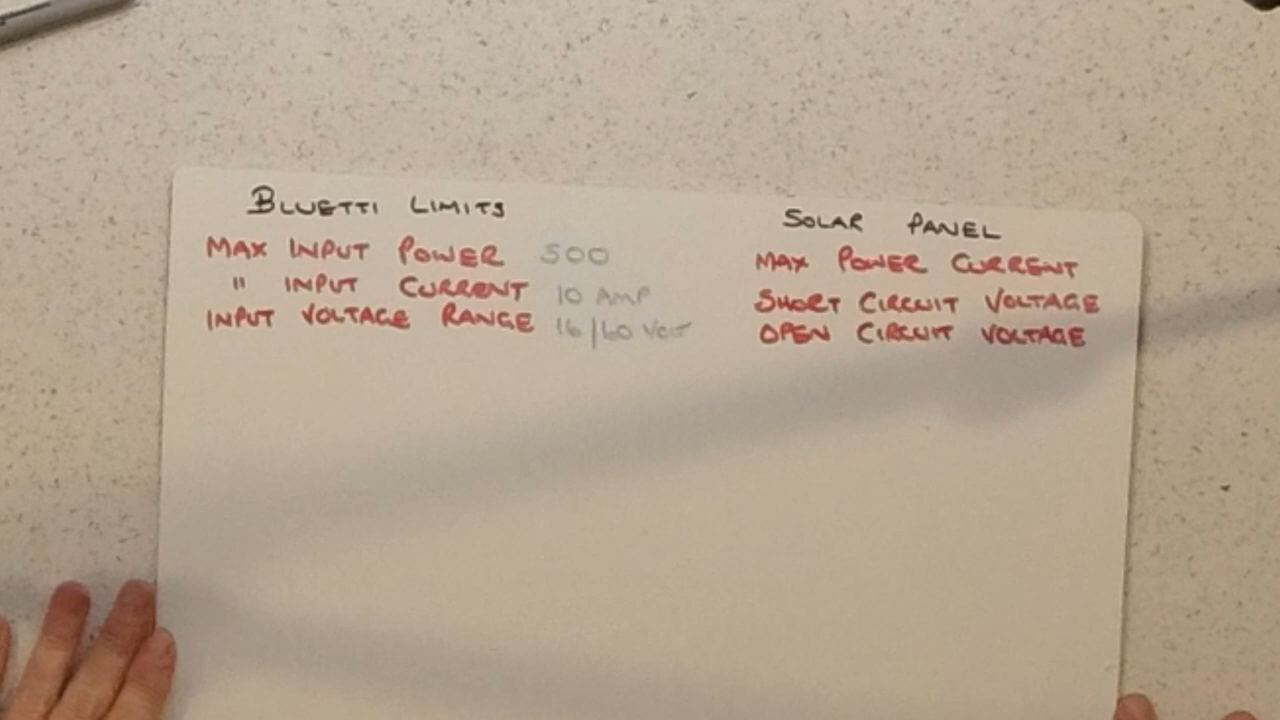 BLUETTI LIMITS
MAX INPUT POWER 500
" INPUT CURRENT 10 AMP
INPUT VOLTAGE RANGE 16/60 VOLT
SOLAR PANEL
MAX POWER CURRENT
SHORT CIRCUIT VOLTAGE
OPEN CIRCUIT VOLTAGE